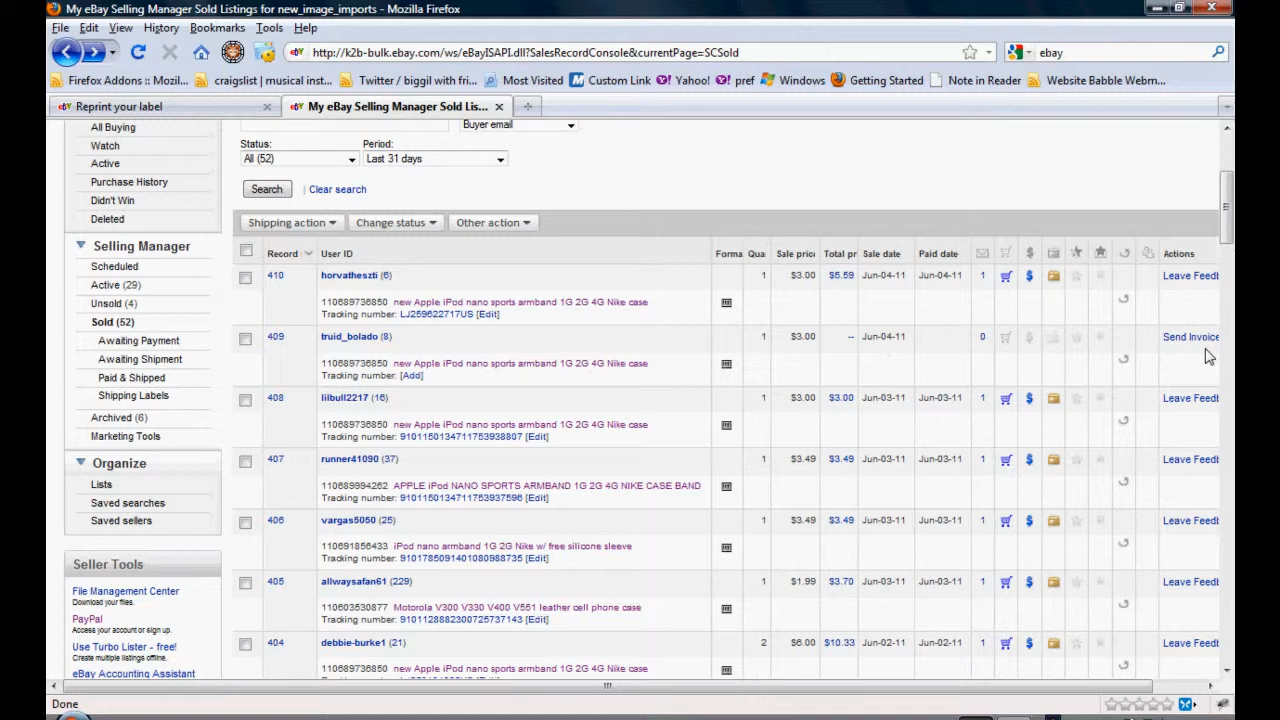 My eBay Selling Manager Sold Listings for new_image_imports - Mozilla Firefox
File Edit View History Bookmarks Tools Help
http://k2b-bulk.ebay.com/ws/eBayISAPI.dll?SalesRecordConsole&currentPage=SCSold
ebay
Firefox Addons :: Mozil... craigslist | musical inst... Twitter / biggil with fri... Most Visited Custom Link Yahoo! pro Windows Getting Started Note in Reader Website Babble Webm...
Reprint your label My eBay Selling Manager Sold Lis...
All Buying
Watch
Active
Purchase History
Didn't Win
Deleted
Selling Manager
Scheduled
Active (29)
Unsold (4)
Sold (52)
Awaiting Payment
Awaiting Shipment
Paid & Shipped
Shipping Labels
Archived (6)
Marketing Tools
Organize
Lists
Saved searches
Saved sellers
Seller Tools
File Management Center
Download your files.
PayPal
Access your account or sign up.
Use Turbo Lister – free!
Create multiple listings offline.
eBay Accounting Assistant
Buyer email
Status: Period:
All (52) Last 31 days
Search Clear search
Shipping action Change status Other action
Record User ID Forma Qua Sale pric Total pr Sale date Paid date Actions
410 horvatheszti (6) 1 $3.00 $5.59 Jun-04-11 Jun-04-11 1 Leave Feedb
110689736850 new Apple iPod nano sports armband 1G 2G 4G Nike case
Tracking number: LJ259622717US [Edit]
409 truid_bolado (8) 1 $3.00 -- Jun-04-11 0 Send Invoice
110689736850 new Apple iPod nano sports armband 1G 2G 4G Nike case
Tracking number: [Add]
408 lilbull2217 (16) 1 $3.00 $3.00 Jun-03-11 Jun-03-11 1 Leave Feedb
110689736850 new Apple iPod nano sports armband 1G 2G 4G Nike case
Tracking number: 9101150134711753938807 [Edit]
407 runner41090 (37) 1 $3.49 $3.49 Jun-03-11 Jun-03-11 1 Leave Feedb
110689994262 APPLE iPod NANO SPORTS ARMBAND 1G 2G 4G NIKE CASE BAND
Tracking number: 9101150134711753937596 [Edit]
406 vargas5050 (25) 1 $3.49 $3.49 Jun-03-11 Jun-03-11 1 Leave Feedb
110691856433 iPod nano armband 1G 2G Nike w/ free silicone sleeve
Tracking number: 9101785091401080988735 [Edit]
405 allwaysafan61 (229) 1 $1.99 $3.70 Jun-03-11 Jun-03-11 1 Leave Feedb
110603530877 Motorola V300 V330 V400 V551 leather cell phone case
Tracking number: 9101128882300725737143 [Edit]
404 debbie-burke1 (21) 2 $6.00 $10.33 Jun-02-11 Jun-02-11 1 Leave Feedb
110689736850 new Apple iPod nano sports armband 1G 2G 4G Nike case
Done